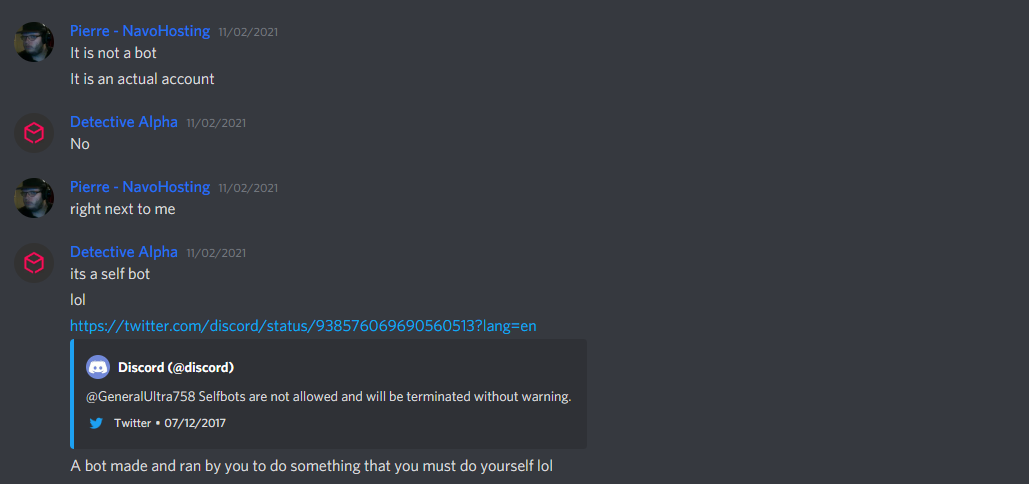 Pierre - NavoHosting 11/02/2021
It is not a bot
It is an actual account
Detective Alpha 11/02/2021
No
Pierre - NavoHosting 11/02/2021
right next to me
Detective Alpha 11/02/2021
its a self bot
lol
https://twitter.com/discord/status/938576069690560513?lang=en
Discord (@discord)
@GeneralUltra758 Selfbots are not allowed and will be terminated without warning.
Twitter • 07/12/2017
A bot made and ran by you to do something that you must do yourself lol